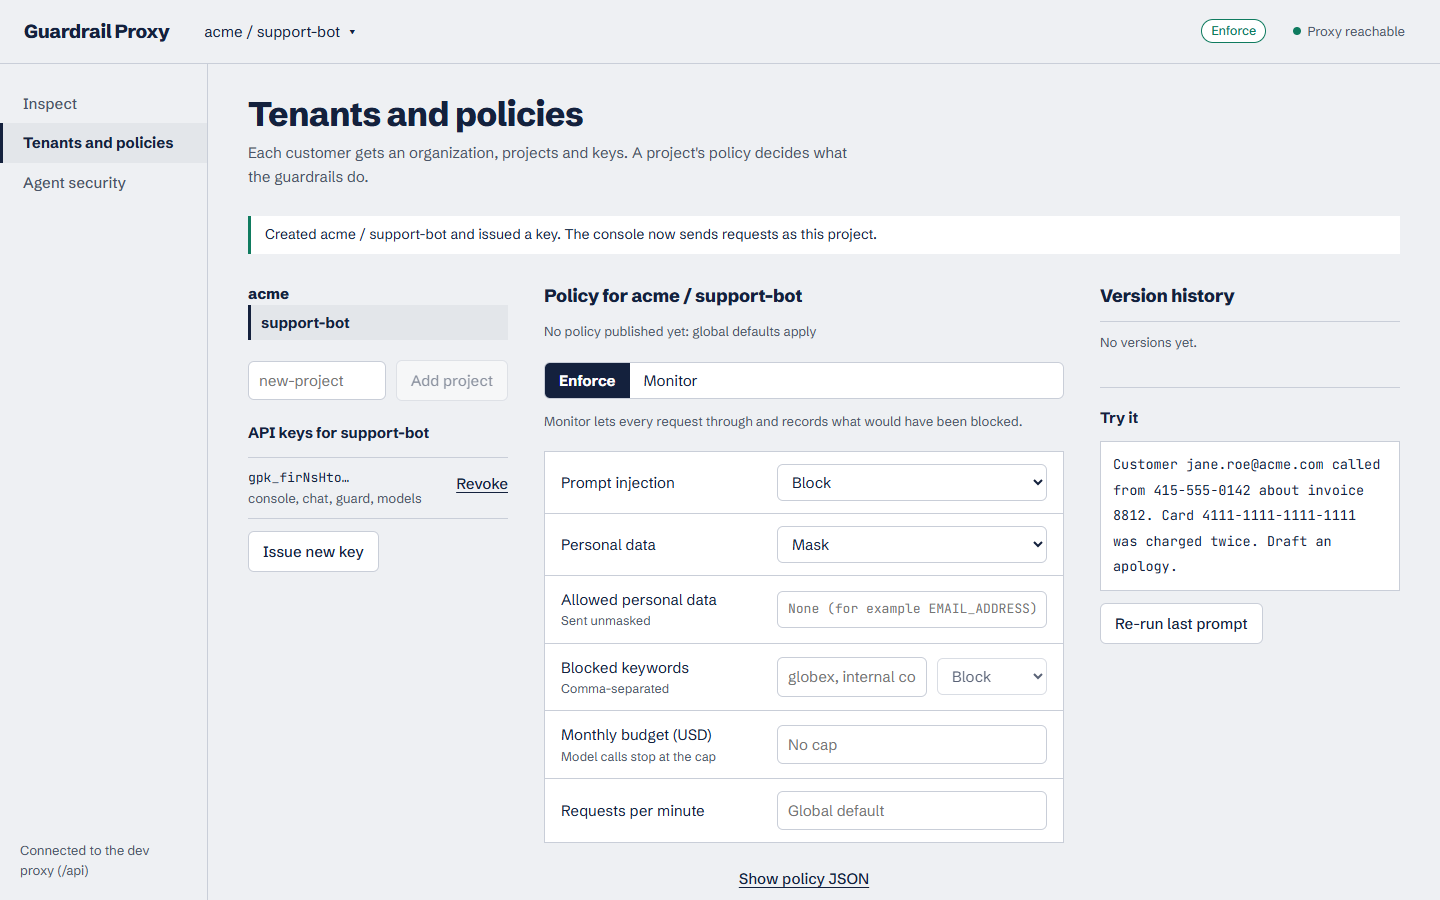 Guardrail Proxy
acme / support-bot
Enforce
Proxy reachable
Inspect
Tenants and policies
Agent security
Connected to the dev
proxy (/api)
Tenants and policies
Each customer gets an organization, projects and keys. A project's policy decides what
the guardrails do.
Created acme / support-bot and issued a key. The console now sends requests as this project.
acme
support-bot
new-project
Add project
API keys for support-bot
gpk_firNsHto…
console, chat, guard, models
Revoke
Issue new key
Policy for acme / support-bot
No policy published yet: global defaults apply
Enforce
Monitor
Monitor lets every request through and records what would have been blocked.
Prompt injection
Block
Personal data
Mask
Allowed personal data
Sent unmasked
None (for example EMAIL_ADDRESS)
Blocked keywords
Comma-separated
globex, internal co
Block
Monthly budget (USD)
Model calls stop at the cap
No cap
Requests per minute
Global default
Show policy JSON
Version history
No versions yet.
Try it
Customer jane.roe@acme.com called
from 415-555-0142 about invoice
8812. Card 4111-1111-1111-1111
was charged twice. Draft an
apology.
Re-run last prompt